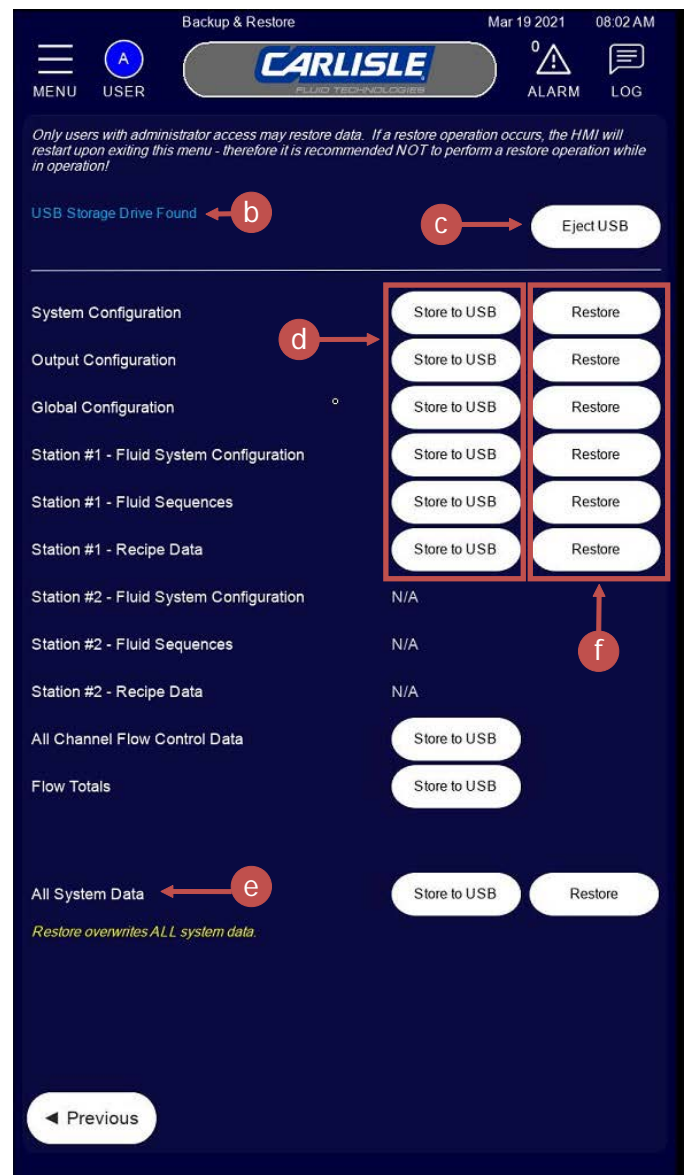 Backup & Restore Mar 19 2021 08:02 AM
A
0
CARLISLE
FLUID TECHNOLOGIES
MENU USER ALARM LOG
Only users with administrator access may restore data. If a restore operation occurs, the HMI will
restart upon exiting this menu - therefore it is recommended NOT to perform a restore operation while
in operation!
USB Storage Drive Found b
c Eject USB
System Configuration Store to USB Restore
d
Output Configuration Store to USB Restore
Global Configuration Store to USB Restore
Station #1 - Fluid System Configuration Store to USB Restore
Station #1 - Fluid Sequences Store to USB Restore
Station #1 - Recipe Data Store to USB Restore
Station #2 - Fluid System Configuration N/A
Station #2 - Fluid Sequences N/A f
Station #2 - Recipe Data N/A
All Channel Flow Control Data Store to USB
Flow Totals Store to USB
All System Data e Store to USB Restore
Restore overwrites ALL system data.
◄ Previous